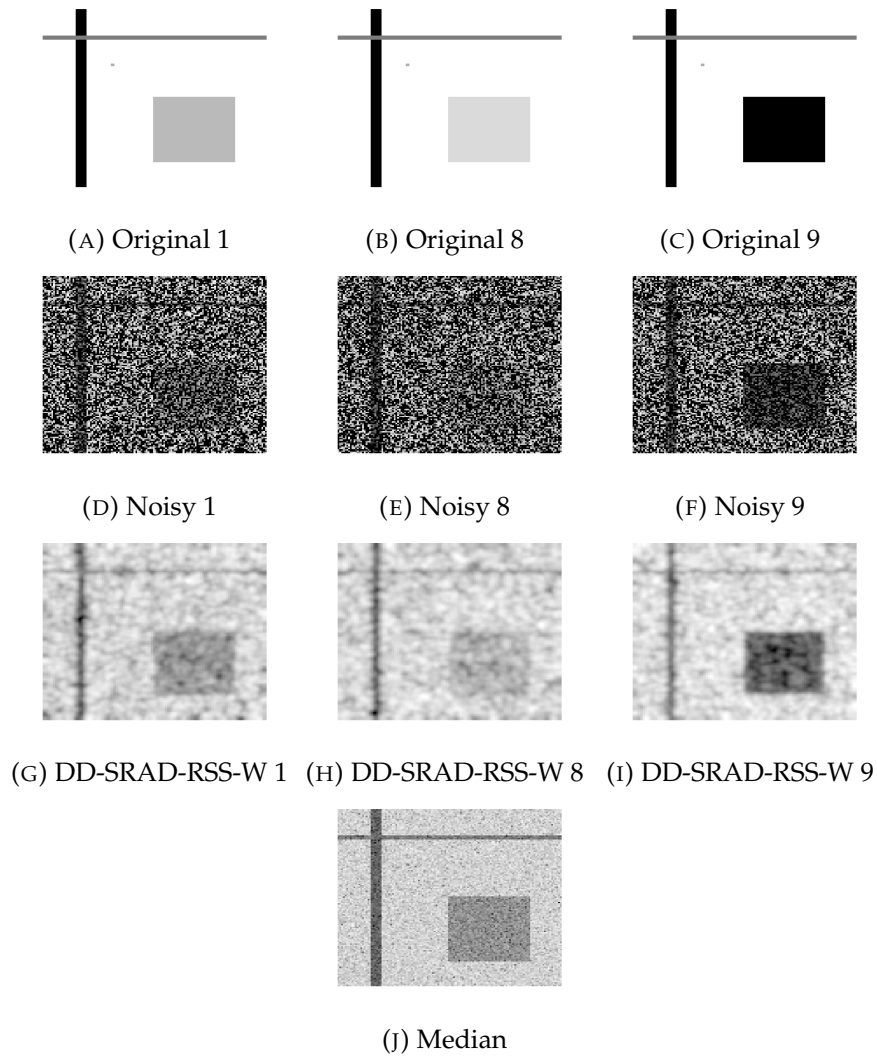 (A) Original 1 (B) Original 8 (C) Original 9
(D) Noisy 1 (E) Noisy 8 (F) Noisy 9
(G) DD-SRAD-RSS-W 1 (H) DD-SRAD-RSS-W 8 (I) DD-SRAD-RSS-W 9
(J) Median